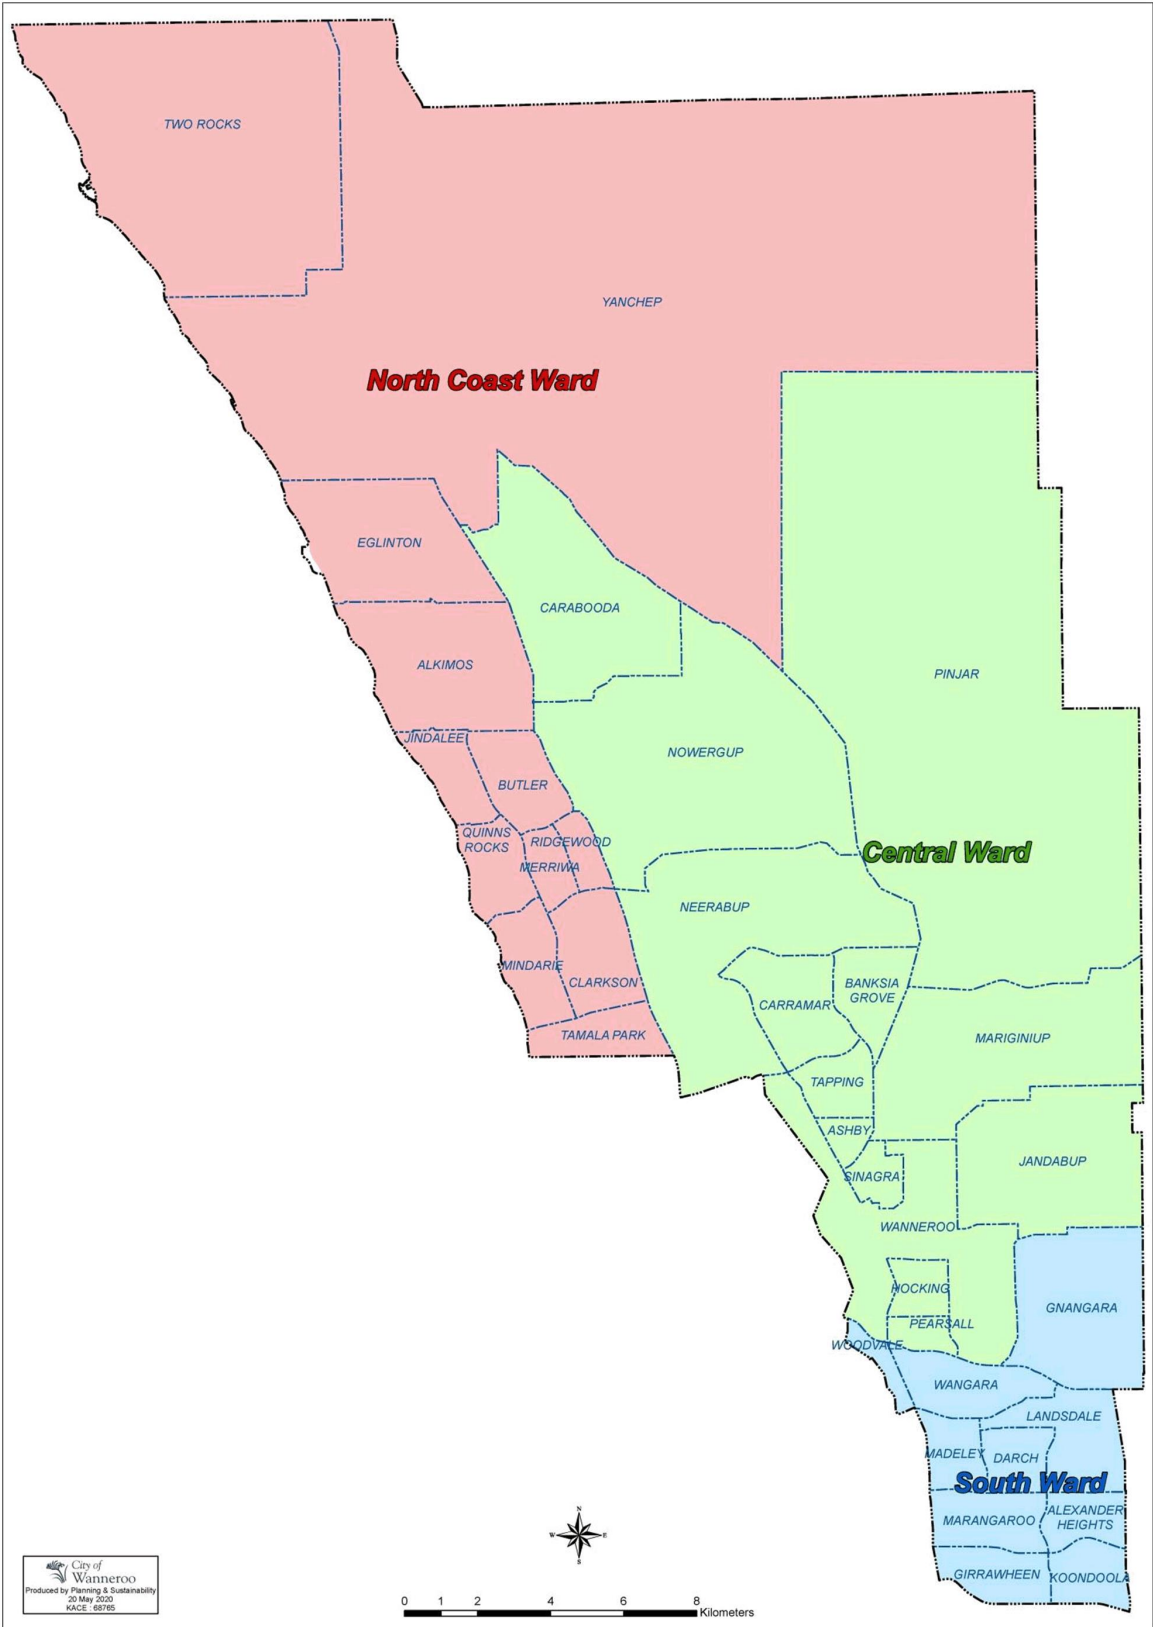 TWO ROCKS
YANCHEP
North Coast Ward
EGLINTON
CARABOODA
ALKIMOS
PINJAR
JINDALEE
NOWERGUP
BUTLER
QUINNS
ROCKS
RIDGEWOOD
MERRIWA
Central Ward
NEERABUP
MINDARIE
CLARKSON
BANKSIA
GROVE
CARRAMAR
TAMALA PARK
MARIGINIUP
TAPPING
ASHBY
JANDABUP
SINAGRA
WANNEROO
HOCKING
GNANGARA
PEARSALL
WOODVALE
WANGARA
LANDSDALE
MADELEY
DARCH
South Ward
MARANGAROO
ALEXANDER
HEIGHTS
GIRRAWHEEN
KOONDOOLA
N
W
E
S
City of
Wanneroo
Produced by Planning & Sustainability
20 May 2020
KACE : 68765
0 1 2 4 6 8
Kilometers